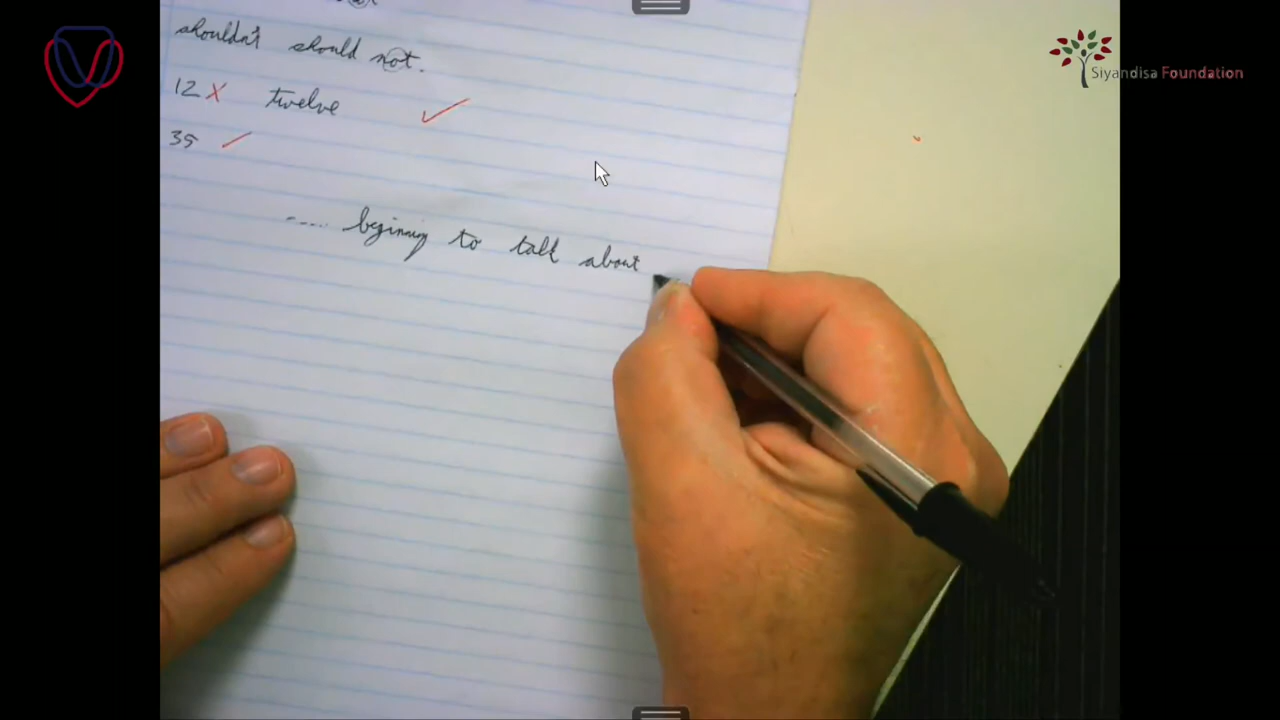 Siyandisa Foundation
shouldn't should not.
12 X twelve ✓
35 ✓
..... beginning to talk about